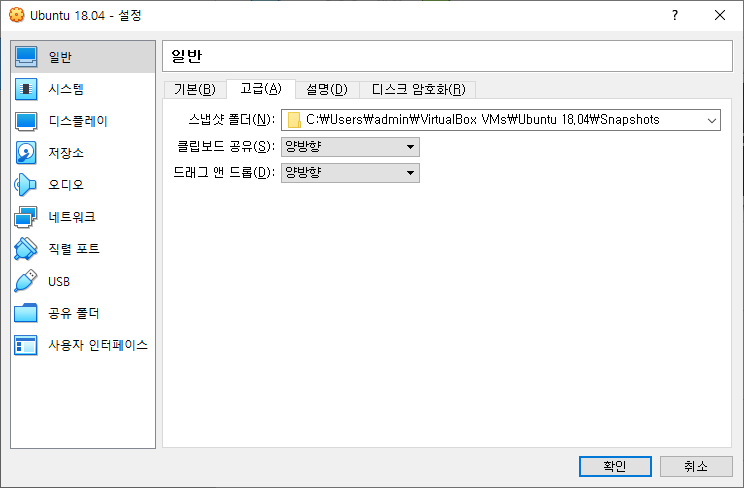 Ubuntu 18.04 - 설정
?
일반
시스템
디스플레이
저장소
오디오
네트워크
직렬 포트
USB
공유 폴더
사용자 인터페이스
일반
기본(B) 고급(A) 설명(D) 디스크 암호화(R)
스냅샷 폴더(N): C:₩Users₩admin₩VirtualBox VMs₩Ubuntu 18.04₩Snapshots
클립보드 공유(S): 양방향
드래그 앤 드롭(D): 양방향
확인 취소